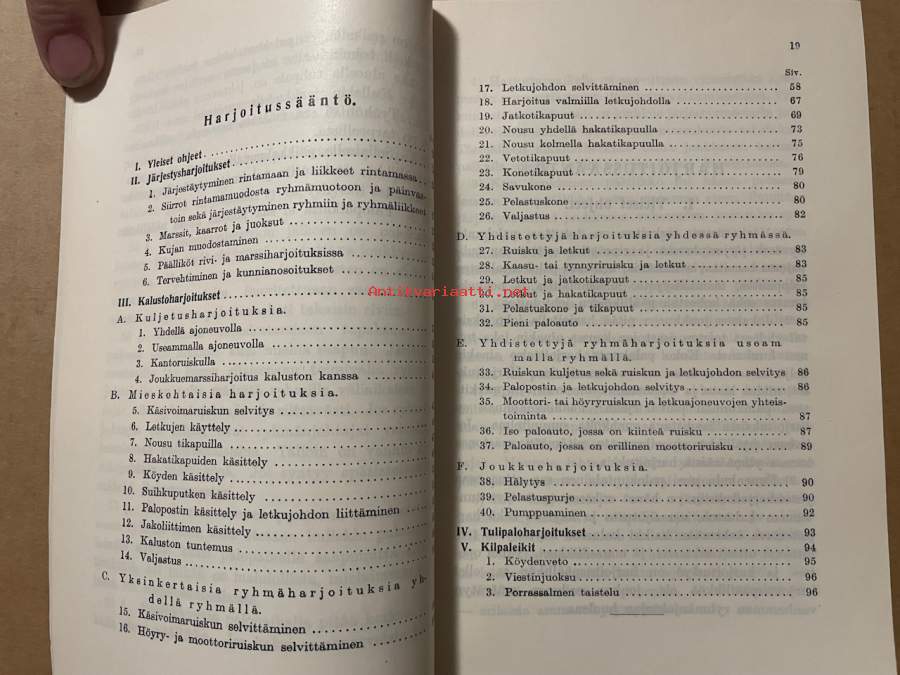 Harjoitussääntö.
I. Yleiset ohjeet
II. Järjestysharjoitukset
1. Järjestäytyminen rintamaan ja liikkeet rintamassa
2. Siirrot rintamamuodosta ryhmämuotoon ja päinvas-
toin sekä järjestäytyminen ryhmiin ja ryhmäliikkeet
3. Marssit, kaarrot ja juoksut
4. Kujan muodostaminen
5. Päälliköt rivi- ja marssiharjoituksissa
6. Tervehtiminen ja kunnianosoitukset
III. Kalustoharjoitukset
A. Kuljetusharjoituksia.
1. Yhdellä ajoneuvolla
2. Useammalla ajoneuvolla
3. Kantoruiskulla
4. Joukkuemarssiharjoitus kaluston kanssa
B. Mieskohtaisia harjoituksia.
5. Käsivoimaruiskun selvitys
6. Letkujen käyttely
7. Nousu tikapuilla
8. Hakatikapuiden käsittely
9. Köyden käsittely
10. Suihkuputken käsittely
11. Palopostin käsittely ja letkujohdon liittäminen
12. Jakoliittimen käsittely
13. Kaluston tuntemus
14. Valjastus
C. Yksinkertaisia ryhmäharjoituksia yh-
dellä ryhmällä.
15. Käsivoimaruiskun selvittäminen
16. Höyry- ja moottoriruiskun selvittäminen
19
Siv.
17. Letkujohdon selvittäminen 58
18. Harjoitus valmiilla letkujohdolla 67
19. Jatkotikapuut 69
20. Nousu yhdellä hakatikapuulla 73
21. Nousu kolmella hakatikapuulla 75
22. Vetotikapuut 76
23. Konetikapuut 79
24. Savukone 80
25. Pelastuskone 80
26. Valjastus 82
D. Yhdistettyjä harjoituksia yhdessä ryhmässä.
27. Ruisku ja letkut 83
28. Kaasu- tai tynnyriruisku ja letkut 83
29. Letkut ja jatkotikapuut 85
30. Letkut ja hakatikapuut 85
31. Pelastuskone ja tikapuut 85
32. Pieni paloauto 85
E. Yhdistettyjä ryhmäharjoituksia useam
malla ryhmällä.
33. Ruiskun kuljetus sekä ruiskun ja letkujohdon selvitys 86
34. Palopostin ja letkujohdon selvitys 86
35. Moottori- tai höyryruiskun ja letkuajoneuvojen yhteis-
toiminta 87
36. Iso paloauto, jossa on kiinteä ruisku 87
37. Paloauto, jossa on erillinen moottoriruisku 89
F. Joukkueharjoituksia.
38. Hälytys 90
39. Pelastuspurje 90
40. Pumppuaminen 92
IV. Tulipaloharjoitukset 93
V. Kilpaleikit 94
1. Köydenveto 95
2. Viestinjuoksu 96
3. Porrassalmen taistelu 96
Antikvariaatti.net